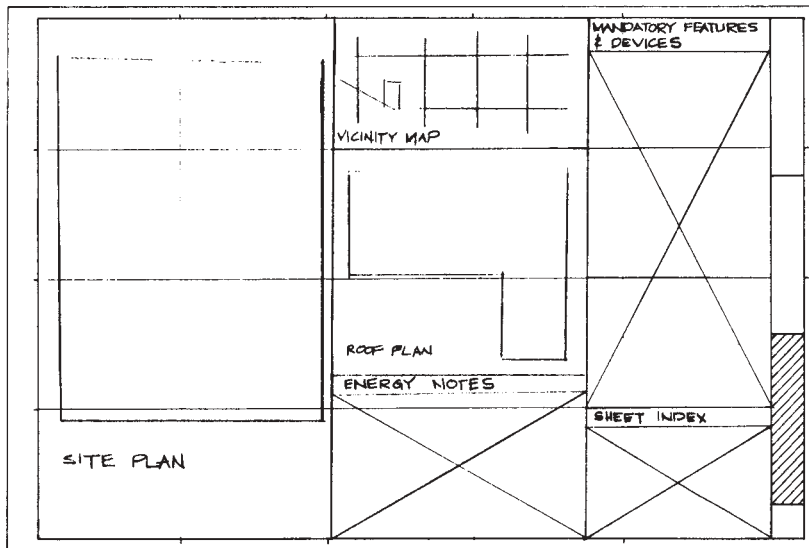 MANDATORY FEATURES
& DEVICES
VICINITY MAP
ROOF PLAN
ENERGY NOTES
SHEET INDEX
SITE PLAN